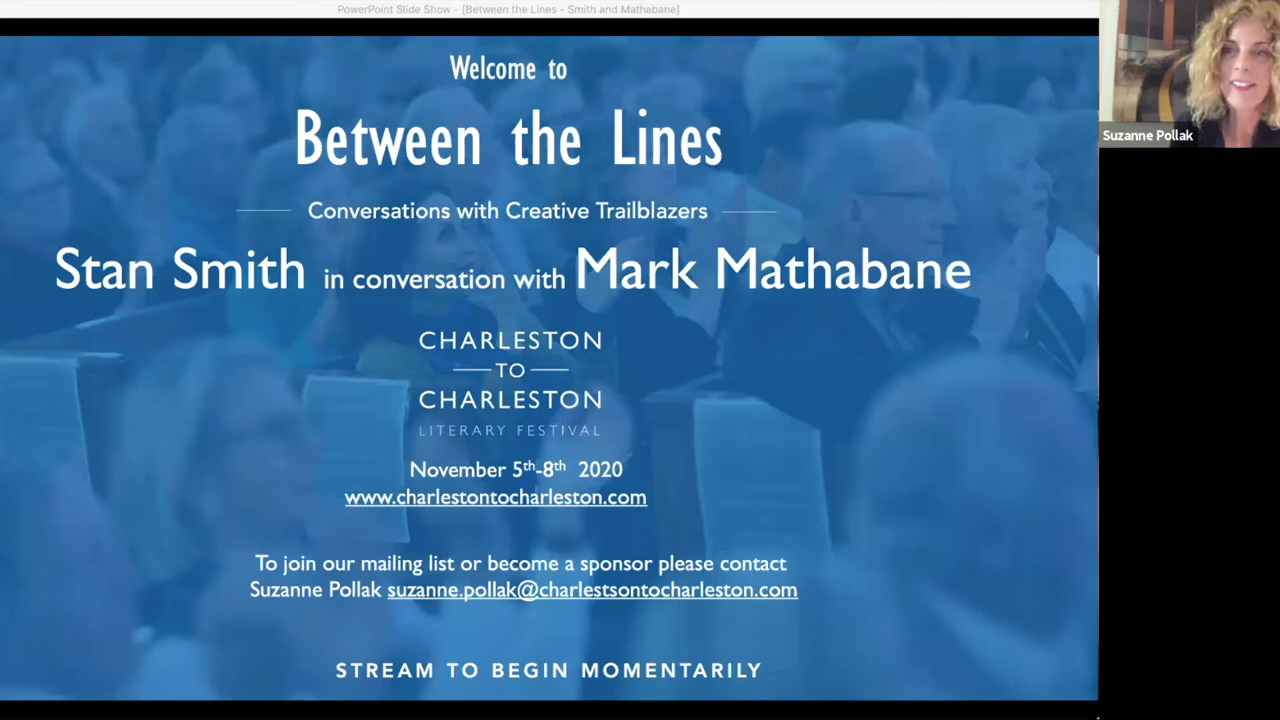 PowerPoint Slide Show - [Between the Lines - Smith and Mathabane]
Welcome to
Between the Lines
Conversations with Creative Trailblazers
Stan Smith in conversation with Mark Mathabane
CHARLESTON
TO
CHARLESTON
LITERARY FESTIVAL
November 5th-8th 2020
www.charlestontocharleston.com
To join our mailing list or become a sponsor please contact
Suzanne Pollak suzanne.pollak@charlestsontocharleston.com
STREAM TO BEGIN MOMENTARILY
Suzanne Pollak